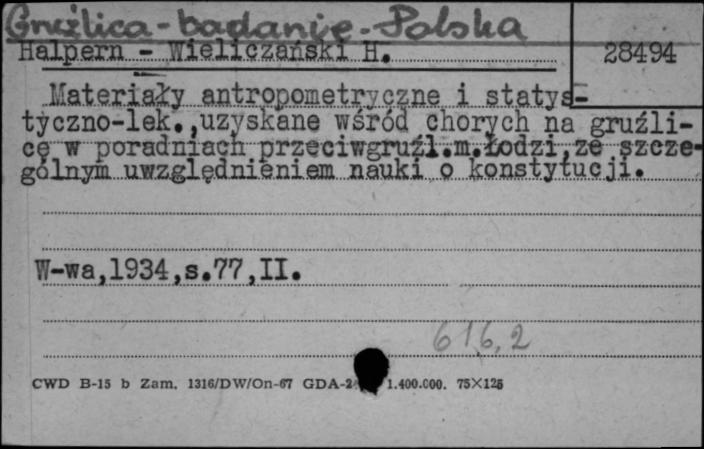 Gruźlica - badanie - Polska
Halpern - Wieliczański H.
28494
Materiały antropometryczne i statys-
tyczno-lek.,uzyskane wśród chorych na gruźli-
cę w poradniach przeciwgruźl.m.Łodzi,ze szcze-
gólnym uwzględnieniem nauki o konstytucji.
W-wa,1934,s.77,II.
616,2
CWD B-15 b Zam. 1316/DW/On-67 GDA-2 1.400.000. 75×125